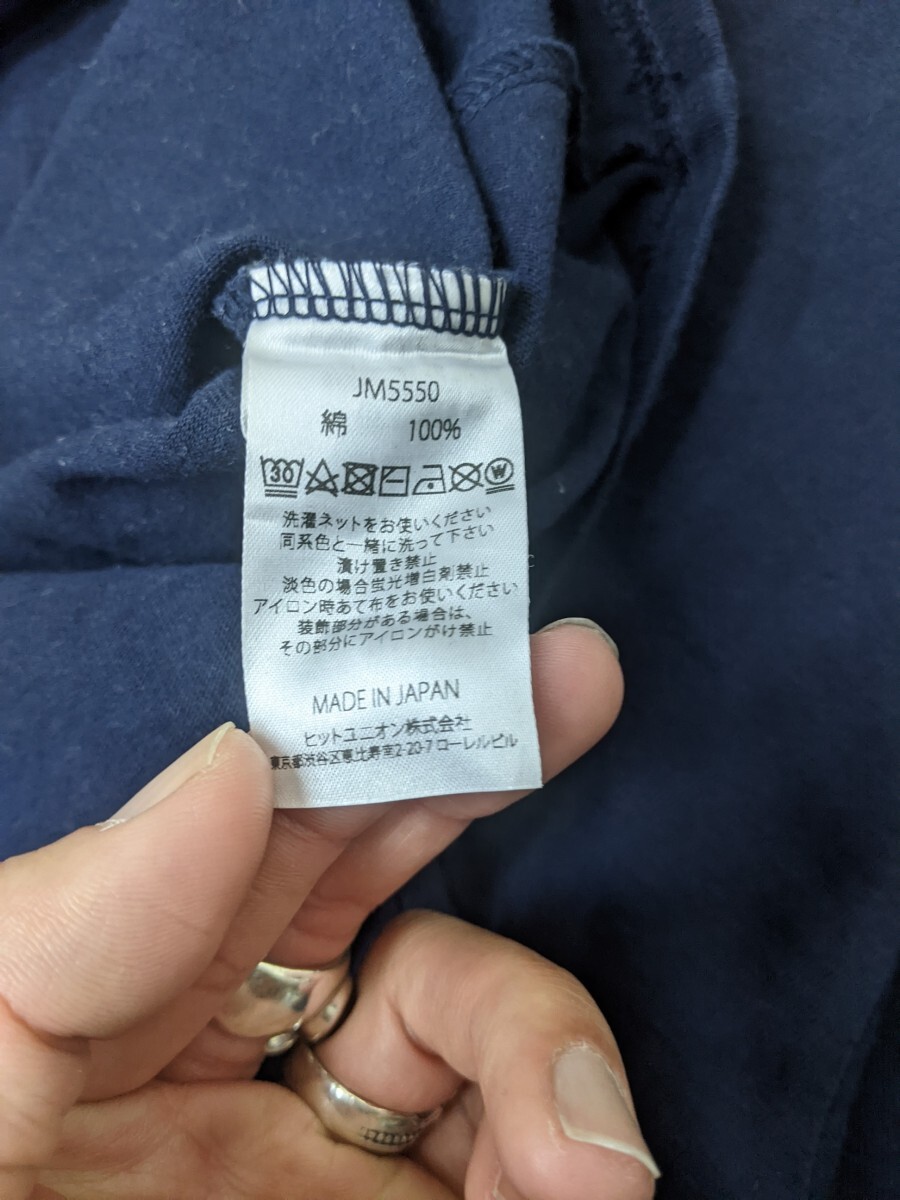 JM5550
綿 100%
30 W
洗濯ネットをお使いください
同系色と一緒に洗って下さい
漬け置き禁止
淡色の場合蛍光増白剤禁止
アイロン時あて布をお使いください
装飾部分がある場合は、
その部分にアイロンがけ禁止
MADE IN JAPAN
ヒットユニオン株式会社
東京都渋谷区恵比寿2-20-7 ローレルビル